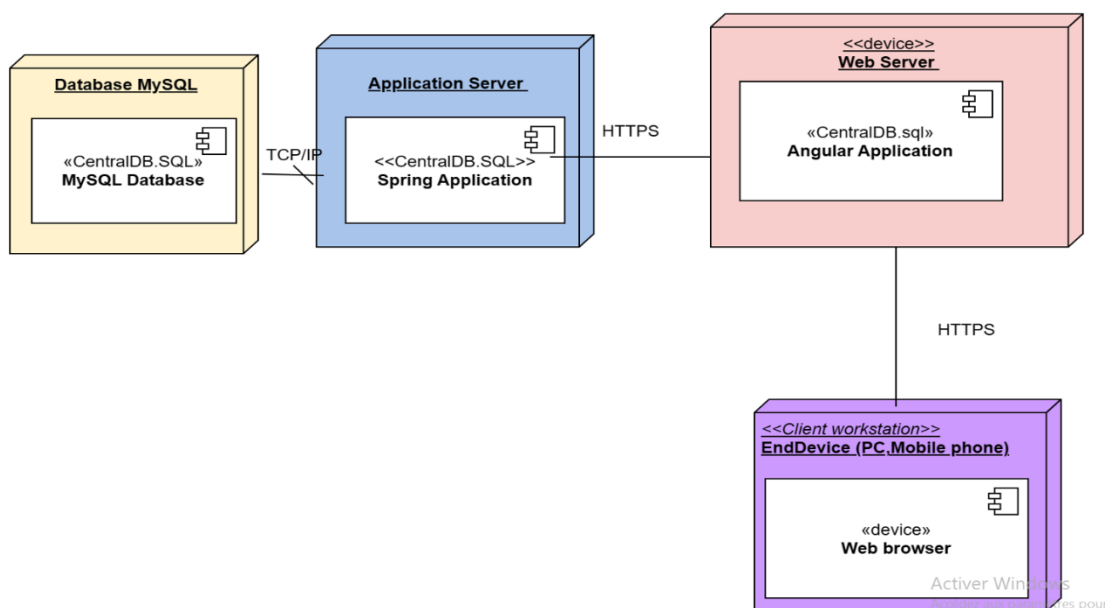 Database MySQL
«CentralDB.SQL»
MySQL Database
TCP/IP
Application Server
<<CentralDB.SQL>>
Spring Application
HTTPS
<<device>>
Web Server
«CentralDB.sql»
Angular Application
HTTPS
<<Client workstation>>
EndDevice (PC,Mobile phone)
«device»
Web browser
Activer Windows